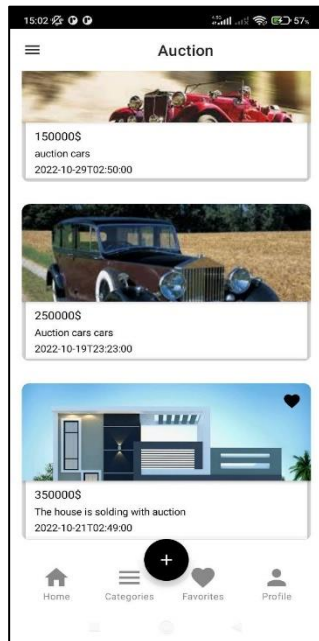 15:02
57%
Auction
150000$
auction cars
2022-10-29T02:50:00
250000$
Auction cars cars
2022-10-19T23:23:00
350000$
The house is solding with auction
2022-10-21T02:49:00
+
Home Categories Favorites Profile